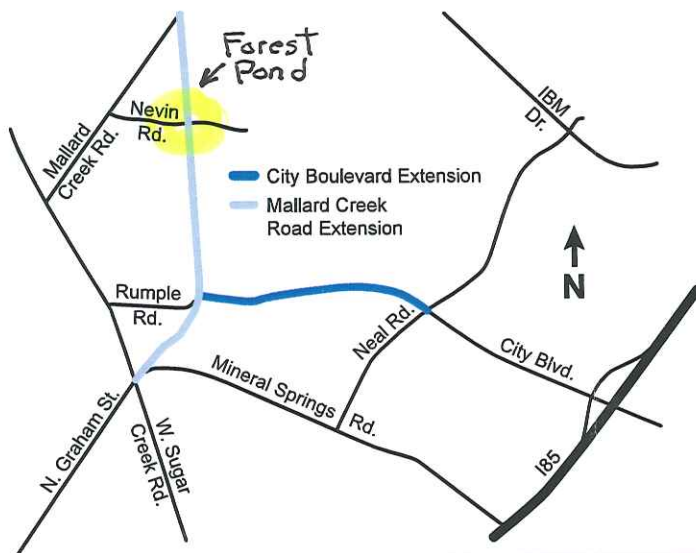 Forest
Pond
Nevin
Rd.
Mallard
Creek Rd.
IBM
Dr.
City Boulevard Extension
Mallard Creek
Road Extension
N
Rumple
Rd.
Neal Rd.
City Blvd.
Mineral Springs
Rd.
N. Graham St.
W. Sugar
Creek Rd.
I85